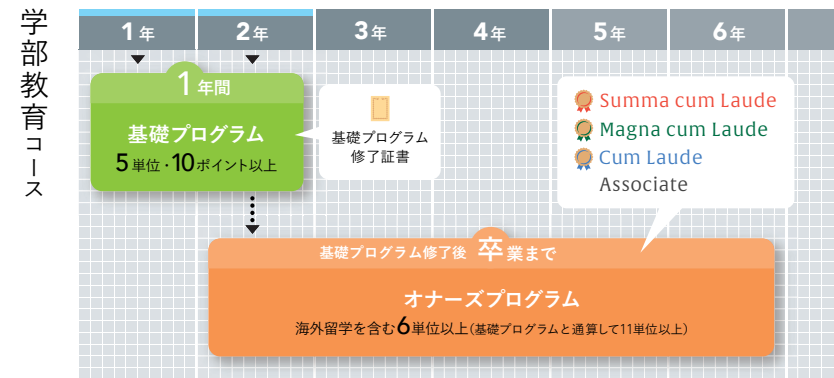 学部教育コース
1年 2年 3年 4年 5年 6年
1年間
基礎プログラム
5単位・10ポイント以上
基礎プログラム
修了証書
Summa cum Laude
Magna cum Laude
Cum Laude
Associate
基礎プログラム修了後 卒業まで
オナーズプログラム
海外留学を含む6単位以上(基礎プログラムと通算して11単位以上)